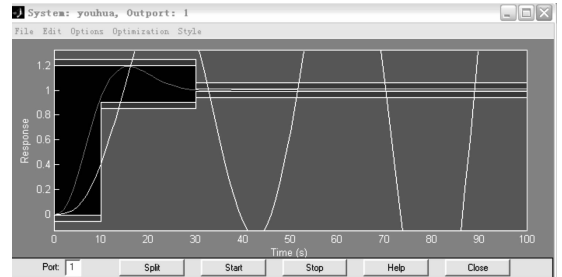 System: youhua, Outport: 1
File Edit Options Optimization Style
1.2
1
0.8
0.6
0.4
0.2
0
Response
0 10 20 30 40 50 60 70 80 90 100
Time (s)
Port: 1 Split Start Stop Help Close